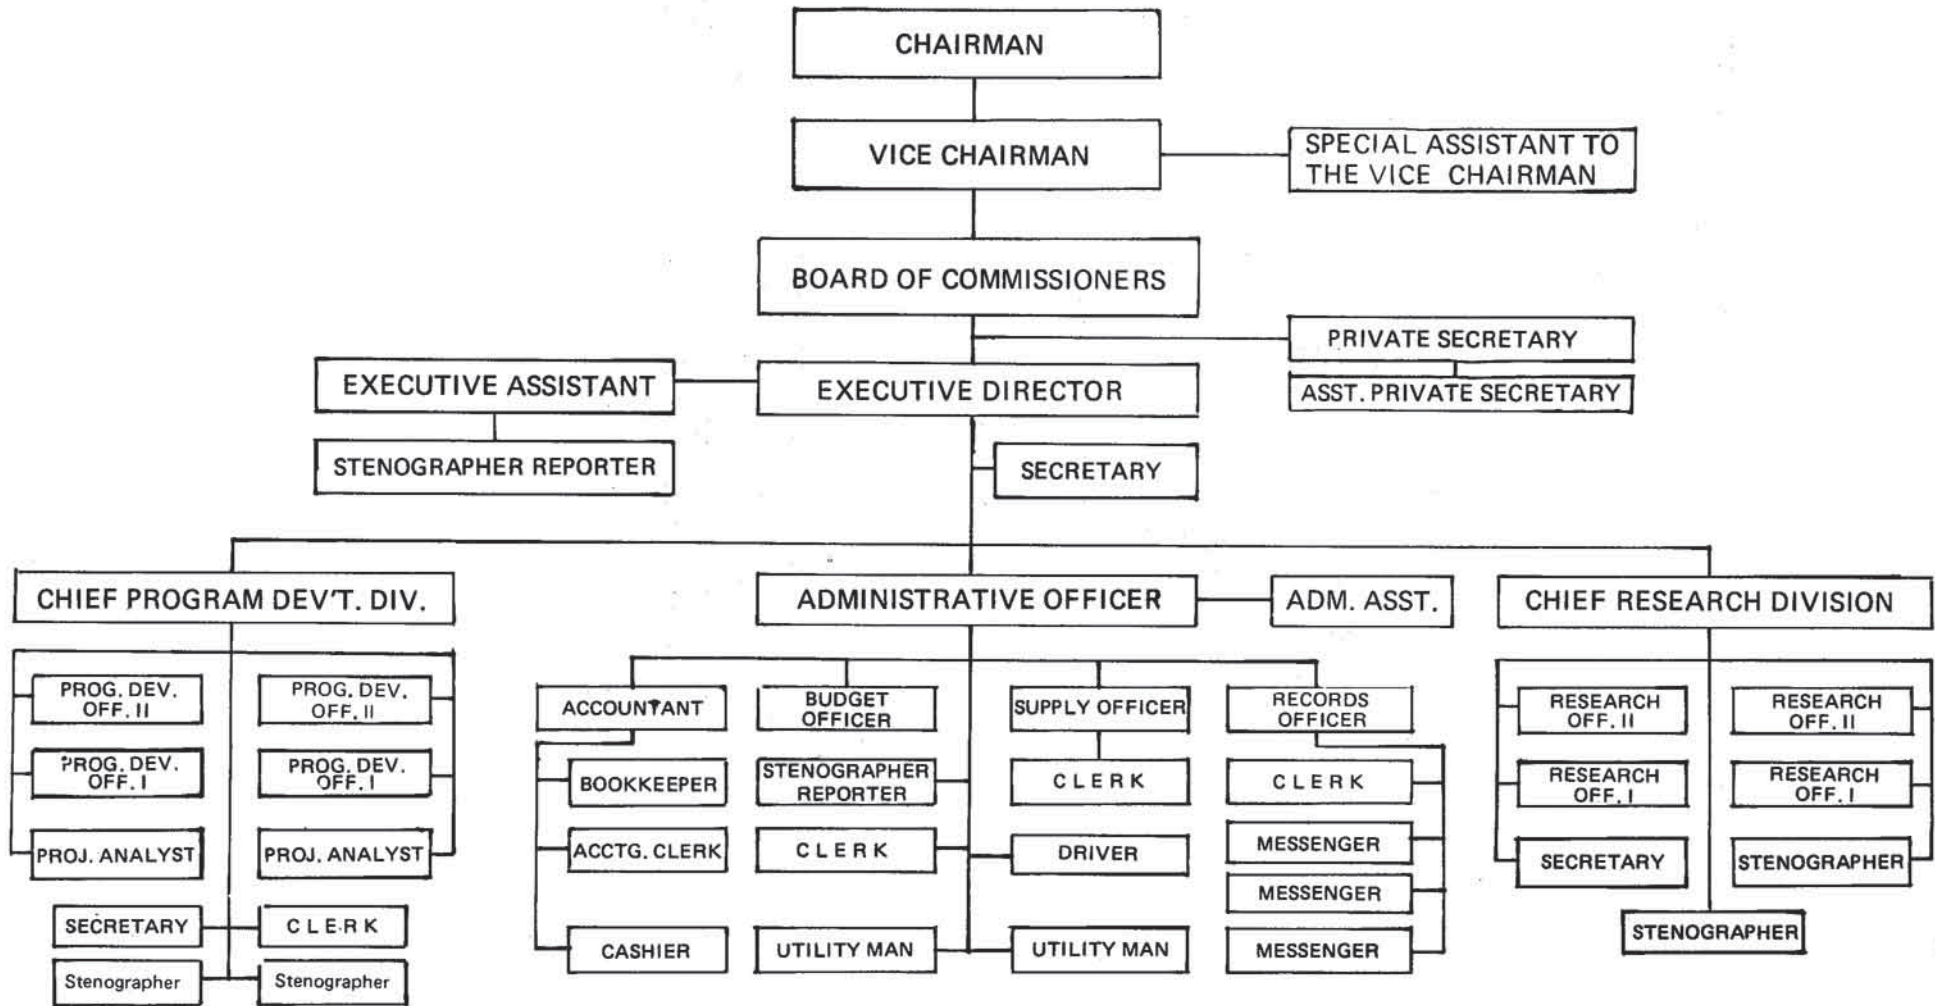 CHAIRMAN
VICE CHAIRMAN
SPECIAL ASSISTANT TO
THE VICE CHAIRMAN
BOARD OF COMMISSIONERS
PRIVATE SECRETARY
ASST. PRIVATE SECRETARY
EXECUTIVE ASSISTANT
EXECUTIVE DIRECTOR
STENOGRAPHER REPORTER
SECRETARY
CHIEF PROGRAM DEV'T. DIV.
ADMINISTRATIVE OFFICER
ADM. ASST.
CHIEF RESEARCH DIVISION
PROG. DEV.
OFF. II
PROG. DEV.
OFF. II
PROG. DEV.
OFF. I
PROG. DEV.
OFF. I
PROJ. ANALYST
PROJ. ANALYST
SECRETARY
C L E R K
Stenographer
Stenographer
ACCOUNTANT
BUDGET
OFFICER
SUPPLY OFFICER
RECORDS
OFFICER
BOOKKEEPER
STENOGRAPHER
REPORTER
C L E R K
C L E R K
ACCTG. CLERK
C L E R K
DRIVER
MESSENGER
MESSENGER
CASHIER
UTILITY MAN
UTILITY MAN
MESSENGER
RESEARCH
OFF. II
RESEARCH
OFF. II
RESEARCH
OFF. I
RESEARCH
OFF. I
SECRETARY
STENOGRAPHER
STENOGRAPHER